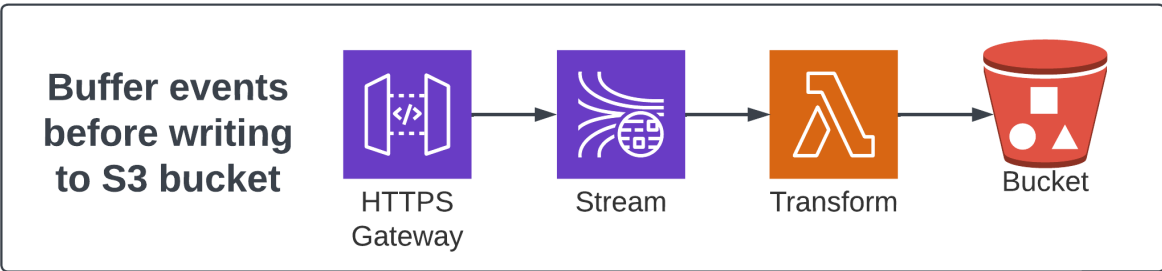 Buffer events
before writing
to S3 bucket
</>
HTTPS
Gateway
Stream
Transform
Bucket